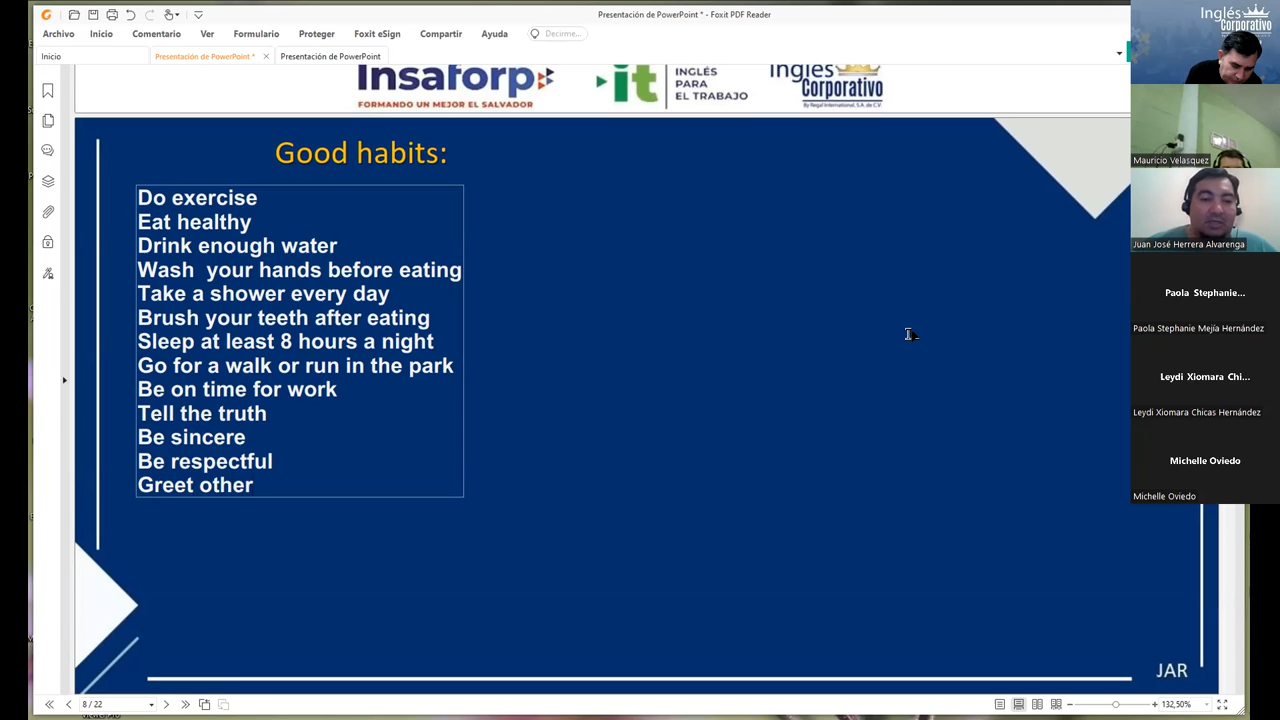 Presentación de PowerPoint * - Foxit PDF Reader
Archivo Inicio Comentario Ver Formulario Proteger Foxit eSign Compartir Ayuda Decirme...
Inicio Presentación de PowerPoint * × Presentación de PowerPoint
Insaforp
FORMANDO UN MEJOR EL SALVADOR
it
INGLÉS
PARA
EL TRABAJO
Inglés
Corporativo
By Regal International, S.A. de C.V.
Good habits:
Do exercise
Eat healthy
Drink enough water
Wash  your hands before eating
Take a shower every day
Brush your teeth after eating
Sleep at least 8 hours a night
Go for a walk or run in the park
Be on time for work
Tell the truth
Be sincere
Be respectful
Greet other
JAR
8 / 22
132,50%
Inglés
Corporativo
Mauricio Velasquez
Juan José Herrera Alvarenga
Paola Stephanie...
Paola Stephanie Mejía Hernández
Leydi Xiomara Chi...
Leydi Xiomara Chicas Hernández
Michelle Oviedo
Michelle Oviedo